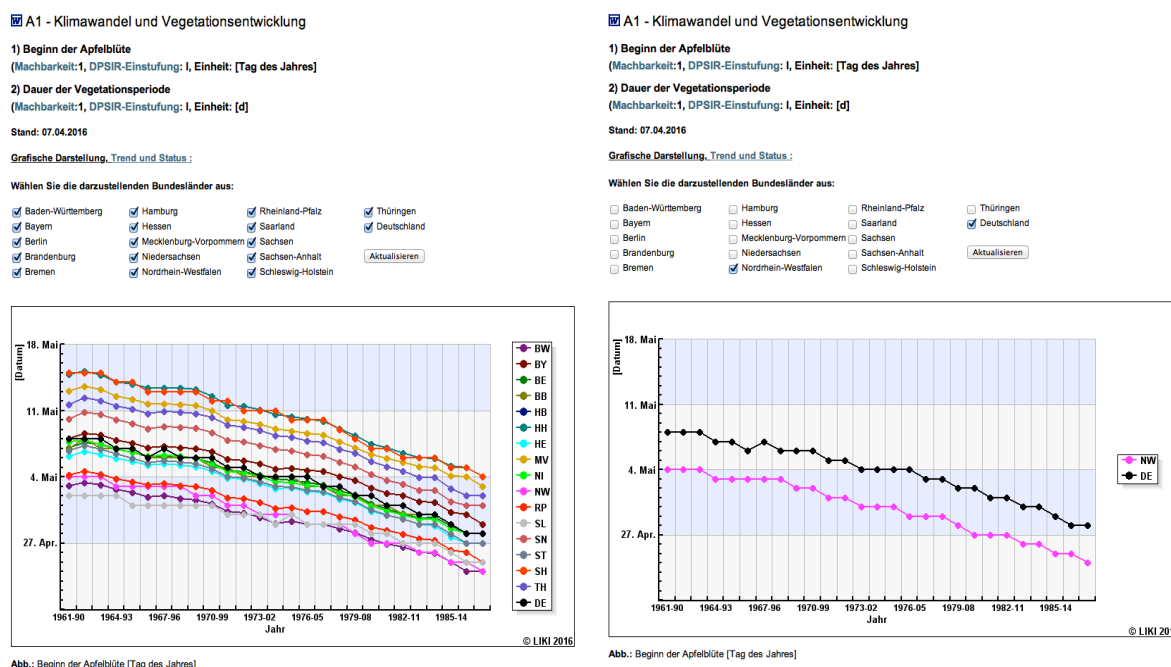 A1 - Klimawandel und Vegetationsentwicklung
1) Beginn der Apfelblüte
(Machbarkeit:1, DPSIR-Einstufung: I, Einheit: [Tag des Jahres]
2) Dauer der Vegetationsperiode
(Machbarkeit:1, DPSIR-Einstufung: I, Einheit: [d]
Stand: 07.04.2016
Grafische Darstellung, Trend und Status :
Wählen Sie die darzustellenden Bundesländer aus:
Baden-Württemberg Hamburg Rheinland-Pfalz Thüringen
Bayern Hessen Saarland Deutschland
Berlin Mecklenburg-Vorpommern Sachsen
Brandenburg Niedersachsen Sachsen-Anhalt Aktualisieren
Bremen Nordrhein-Westfalen Schleswig-Holstein
[Datum]
18. Mai
11. Mai
4. Mai
27. Apr.
1961-90 1964-93 1967-96 1970-99 1973-02 1976-05 1979-08 1982-11 1985-14
Jahr
BW
BY
BE
BB
HB
HH
HE
MV
NI
NW
RP
SL
SN
ST
SH
TH
DE
© LIKI 2016
Abb.: Beginn der Apfelblüte [Tag des Jahres]
A1 - Klimawandel und Vegetationsentwicklung
1) Beginn der Apfelblüte
(Machbarkeit:1, DPSIR-Einstufung: I, Einheit: [Tag des Jahres]
2) Dauer der Vegetationsperiode
(Machbarkeit:1, DPSIR-Einstufung: I, Einheit: [d]
Stand: 07.04.2016
Grafische Darstellung, Trend und Status :
Wählen Sie die darzustellenden Bundesländer aus:
Baden-Württemberg Hamburg Rheinland-Pfalz Thüringen
Bayern Hessen Saarland Deutschland
Berlin Mecklenburg-Vorpommern Sachsen
Brandenburg Niedersachsen Sachsen-Anhalt Aktualisieren
Bremen Nordrhein-Westfalen Schleswig-Holstein
[Datum]
18. Mai
11. Mai
4. Mai
27. Apr.
1961-90 1964-93 1967-96 1970-99 1973-02 1976-05 1979-08 1982-11 1985-14
Jahr
NW
DE
© LIKI 201
Abb.: Beginn der Apfelblüte [Tag des Jahres]